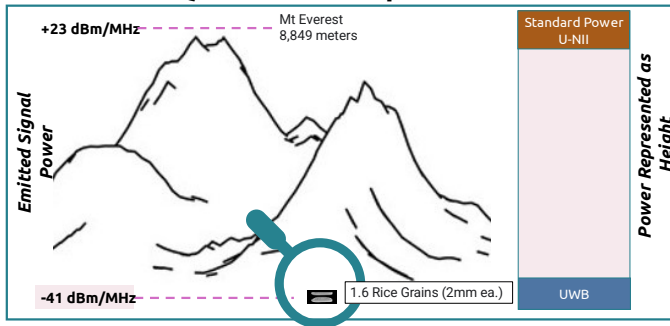 +23 dBm/MHz
Mt Everest
8,849 meters
Standard Power
U-NII
Emitted Signal
Power
Power Represented as
Height
-41 dBm/MHz
1.6 Rice Grains (2mm ea.)
UWB